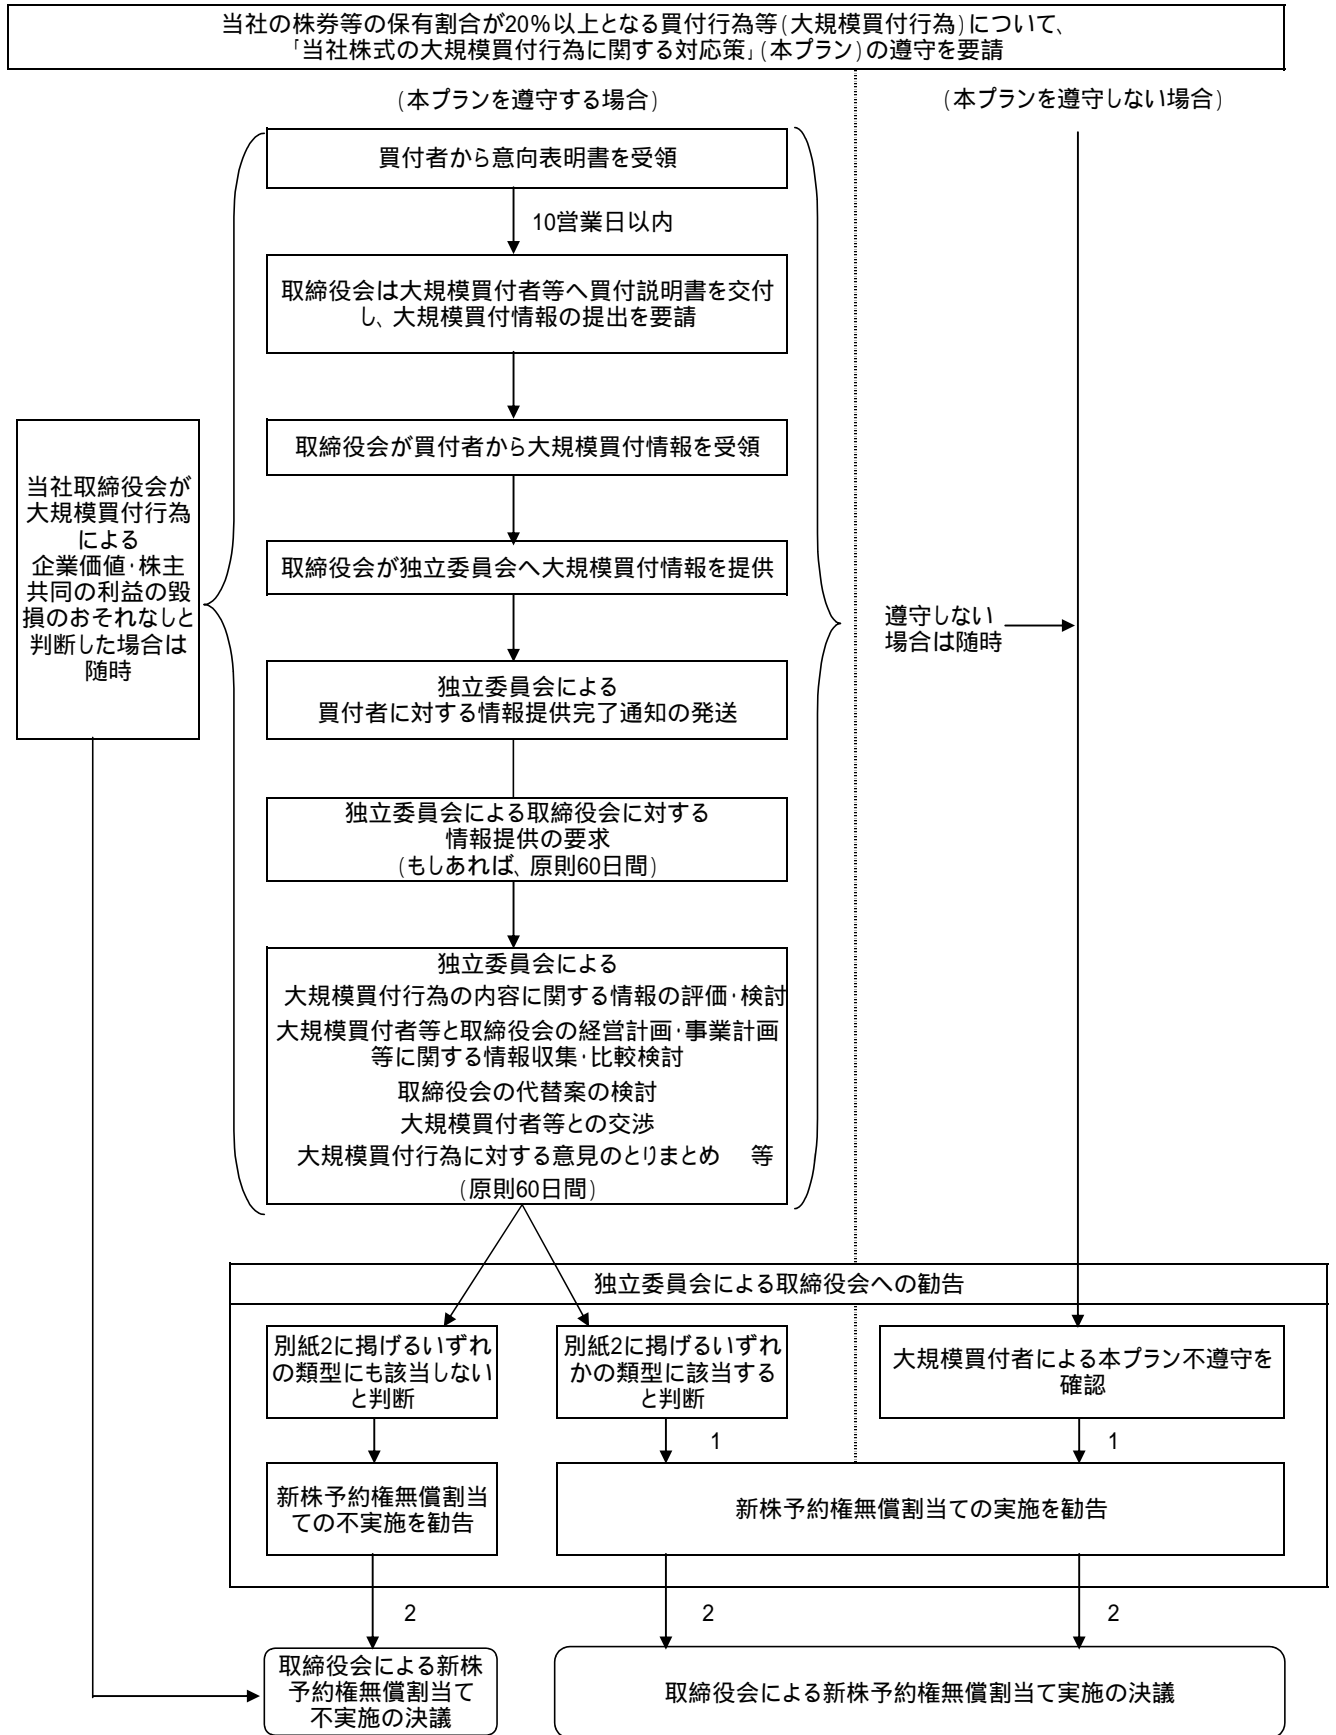 当社の株券等の保有割合が20%以上となる買付行為等(大規模買付行為)について、
「当社株式の大規模買付行為に関する対応策」(本プラン)の遵守を要請
(本プランを遵守する場合)
(本プランを遵守しない場合)
買付者から意向表明書を受領
10営業日以内
取締役会は大規模買付者等へ買付説明書を交付
し、大規模買付情報の提出を要請
取締役会が買付者から大規模買付情報を受領
当社取締役会が
大規模買付行為
による
企業価値・株主
共同の利益の毀
損のおそれなしと
判断した場合は
随時
取締役会が独立委員会へ大規模買付情報を提供
遵守しない
場合は随時
独立委員会による
買付者に対する情報提供完了通知の発送
独立委員会による取締役会に対する
情報提供の要求
(もしあれば、原則60日間)
独立委員会による
大規模買付行為の内容に関する情報の評価・検討
大規模買付者等と取締役会の経営計画・事業計画
等に関する情報収集・比較検討
取締役会の代替案の検討
大規模買付者等との交渉
大規模買付行為に対する意見のとりまとめ 等
(原則60日間)
独立委員会による取締役会への勧告
別紙2に掲げるいずれ
の類型にも該当しない
と判断
別紙2に掲げるいずれ
かの類型に該当する
と判断
大規模買付者による本プラン不遵守を
確認
1
1
新株予約権無償割当
ての不実施を勧告
新株予約権無償割当ての実施を勧告
2
2
2
取締役会による新株
予約権無償割当て
不実施の決議
取締役会による新株予約権無償割当て実施の決議